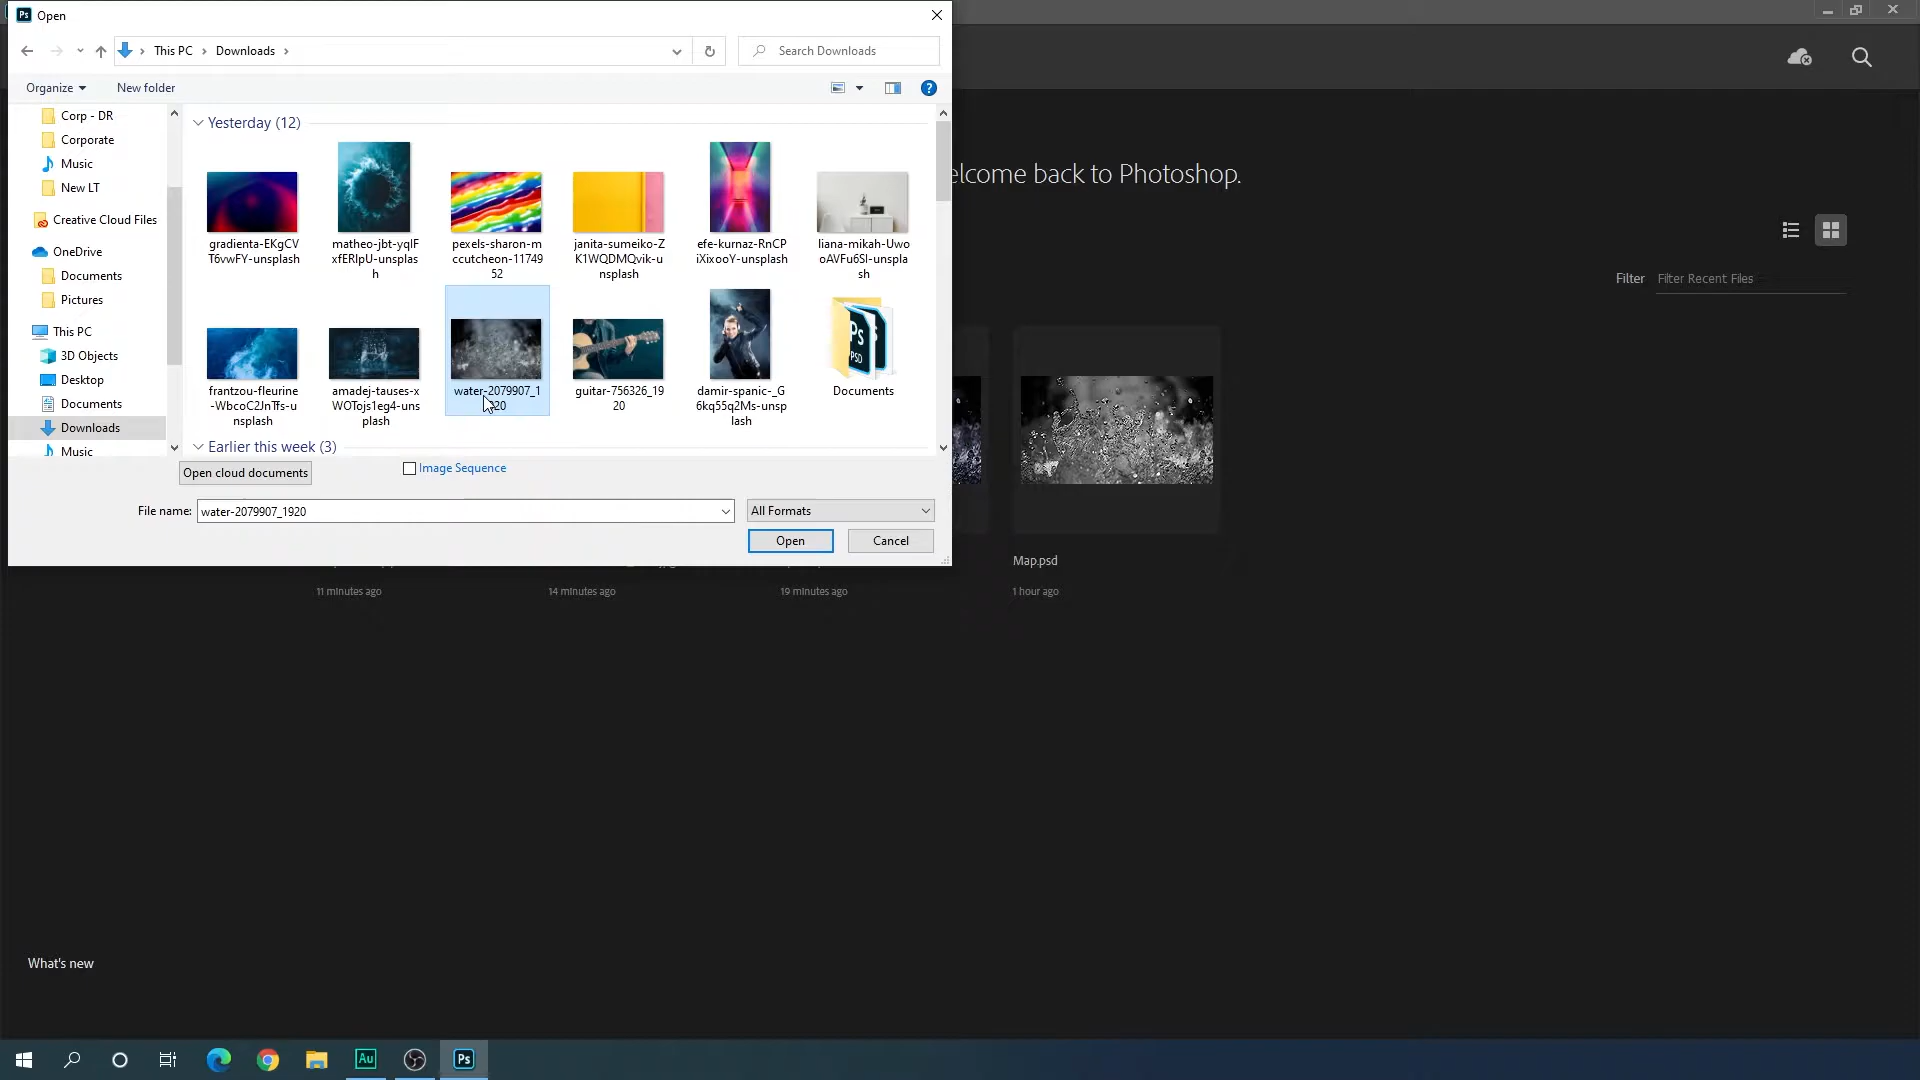 Ps Open
This PC
Downloads
Search Downloads
Organize
New folder
Corp - DR
Corporate
Music
New LT
Creative Cloud Files
OneDrive
Documents
Pictures
This PC
3D Objects
Desktop
Documents
Downloads
Music
Yesterday (12)
gradienta-EKgCV
T6vwFY-unsplash
matheo-jbt-yqlF
xfERlpU-unsplas
h
pexels-sharon-m
ccutcheon-11749
52
janita-sumeiko-Z
K1WQDMQvik-u
nsplash
efe-kurnaz-RnCP
iXixooY-unsplash
liana-mikah-Uwo
oAVFu6SI-unspla
sh
frantzou-fleurine
-WbcoC2JnTfs-u
nsplash
amadej-tauses-x
WOTojs1eg4-uns
plash
water-2079907_1
920
guitar-756326_19
20
damir-spanic-_G
6kq55q2Ms-unsp
lash
Ps
PSD
Documents
Earlier this week (3)
Open cloud documents
Image Sequence
File name:
water-2079907_1920
All Formats
Open
Cancel
elcome back to Photoshop.
Filter
Filter Recent Files
Map.psd
11 minutes ago
14 minutes ago
19 minutes ago
1 hour ago
What's new
Au
Ps